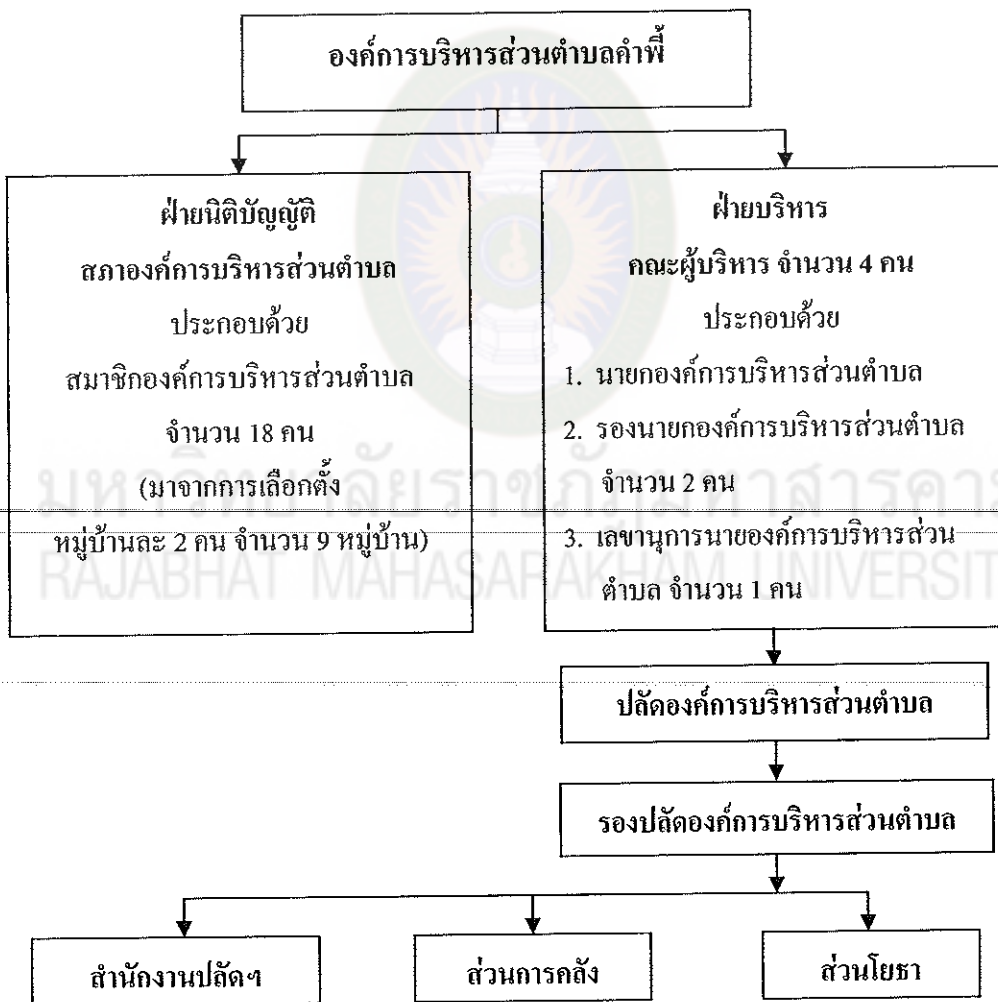 องค์การบริหารส่วนตำบลคำพี้
ฝ่ายนิติบัญญัติ
สภาองค์การบริหารส่วนตำบล
ประกอบด้วย
สมาชิกองค์การบริหารส่วนตำบล
จำนวน 18 คน
(มาจากการเลือกตั้ง
หมู่บ้านละ 2 คน จำนวน 9 หมู่บ้าน)
ฝ่ายบริหาร
คณะผู้บริหาร จำนวน 4 คน
ประกอบด้วย
1. นายกองค์การบริหารส่วนตำบล
2. รองนายกองค์การบริหารส่วนตำบล
จำนวน 2 คน
3. เลขานุการนายองค์การบริหารส่วน
ตำบล จำนวน 1 คน
มหาวิทยาลัยราชภัฏมหาสารคา
RAJABHAT MAHASARAKHAM UNIVERSIT
ปลัดองค์การบริหารส่วนตำบล
รองปลัดองค์การบริหารส่วนตำบล
สำนักงานปลัดฯ
ส่วนการคลัง
ส่วนโยธา